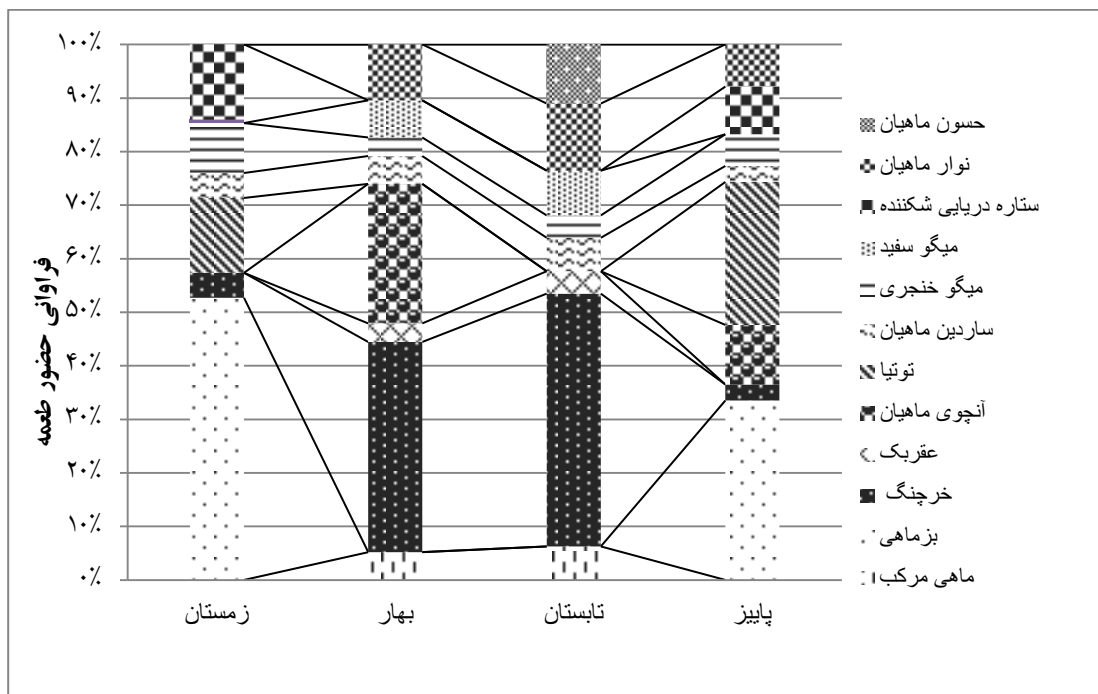 فراوانی حضور طعمه
۱۰۰٪
۹۰٪
۸۰٪
۷۰٪
۶۰٪
۵۰٪
۴۰٪
۳۰٪
۲۰٪
۱۰٪
۰٪
زمستان
بهار
تابستان
پاییز
حسون ماهیان
نوار ماهیان
ستاره دریایی شکننده
میگو سفید
میگو خنجری
ساردین ماهیان
توتیا
آنچوی ماهیان
عقربک
خرچنگ
بزماهی
ماهی مرکب